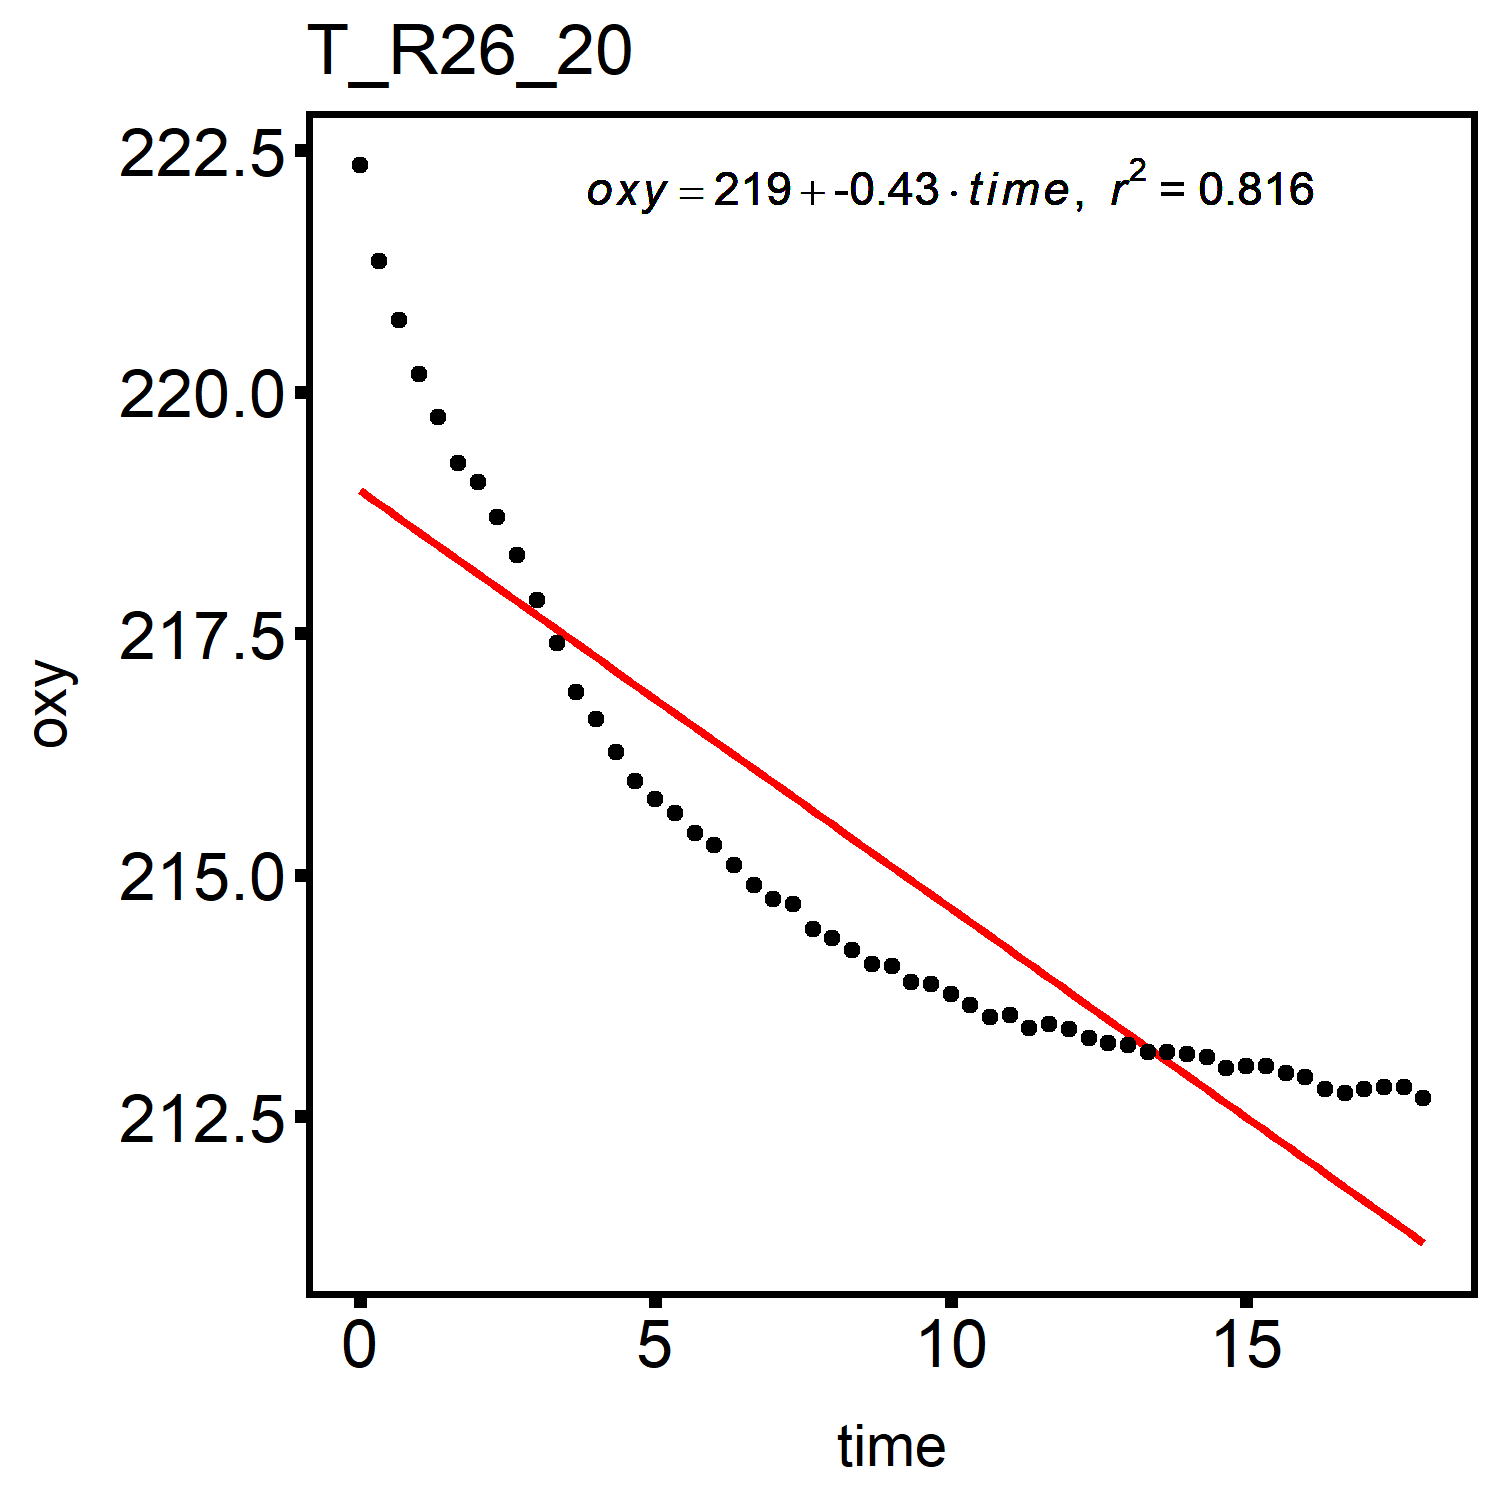 T_R26_20
oxy = 219 + -0.43 · time, r² = 0.816
222.5
220.0
217.5
215.0
212.5
oxy
0 5 10 15
time